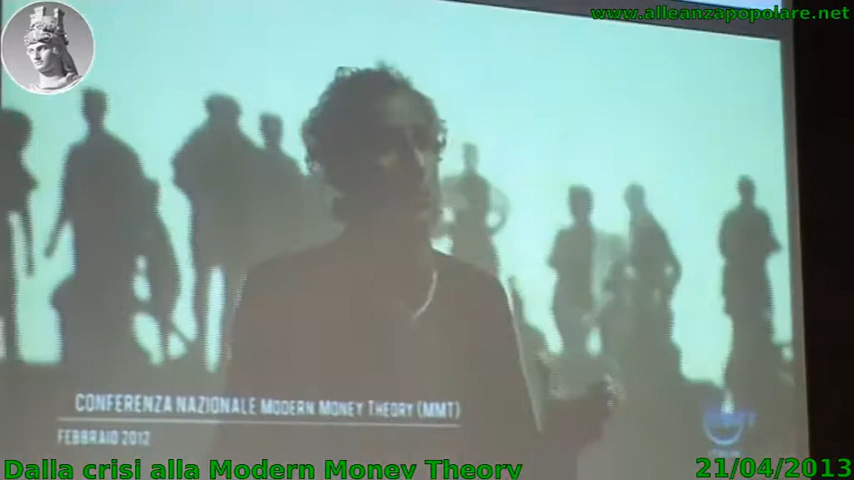 www.alleanzapopolare.net
CONFERENZA NAZIONALE MODERN MONEY THEORY (MMT)
FEBBRAIO 2012
Dalla crisi alla Modern Money Theory
21/04/2013